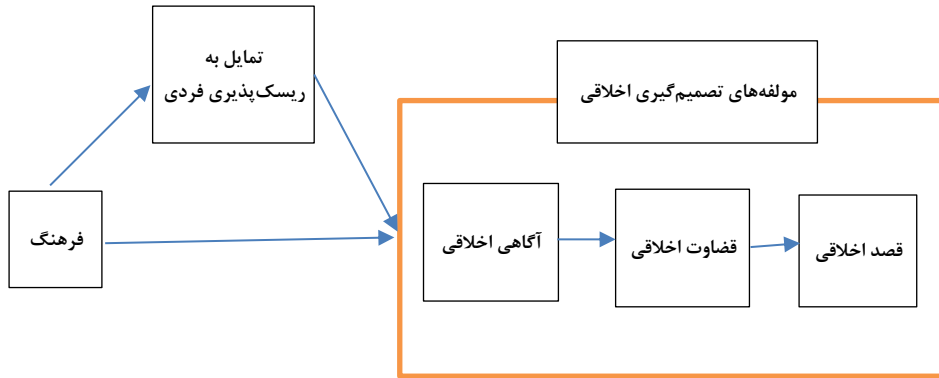 تمایل به
ریسک‌پذیری فردی
مولفه‌های تصمیم‌گیری اخلاقی
فرهنگ
آگاهی اخلاقی
قضاوت اخلاقی
قصد اخلاقی